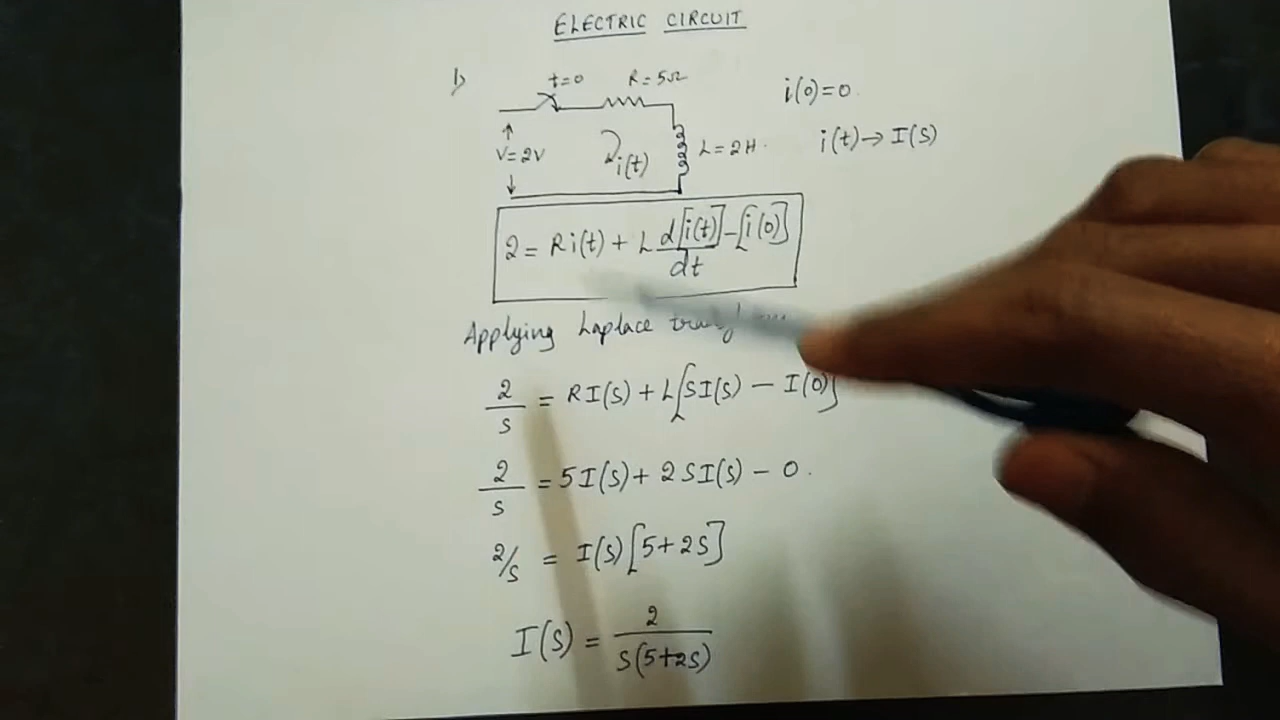 ELECTRIC CIRCUIT
1)
t=0 R=5Ω
i(0)=0.
V=2V i(t) L=2H.
i(t)→I(S)
2 = Ri(t) + L d[i(t)]/dt - [i(0)]
Applying Laplace
2/s = RI(S) + L[SI(S) - I(0)]
2/s = 5I(S) + 2SI(S) - 0.
2/s = I(S)[5+2S]
I(S) = 2/S(5+2S)